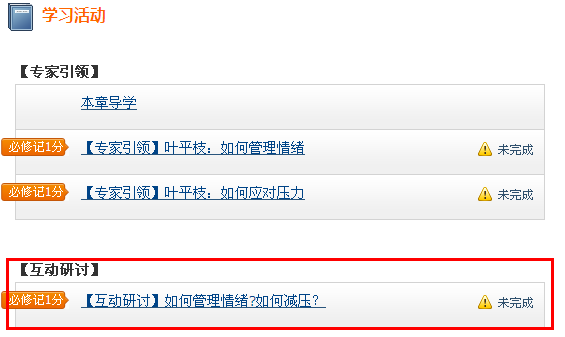 学习活动
【专家引领】
本章导学
必修记1分 【专家引领】叶平枝：如何管理情绪 未完成
必修记1分 【专家引领】叶平枝：如何应对压力 未完成
【互动研讨】
必修记1分 【互动研讨】如何管理情绪?如何减压？ 未完成